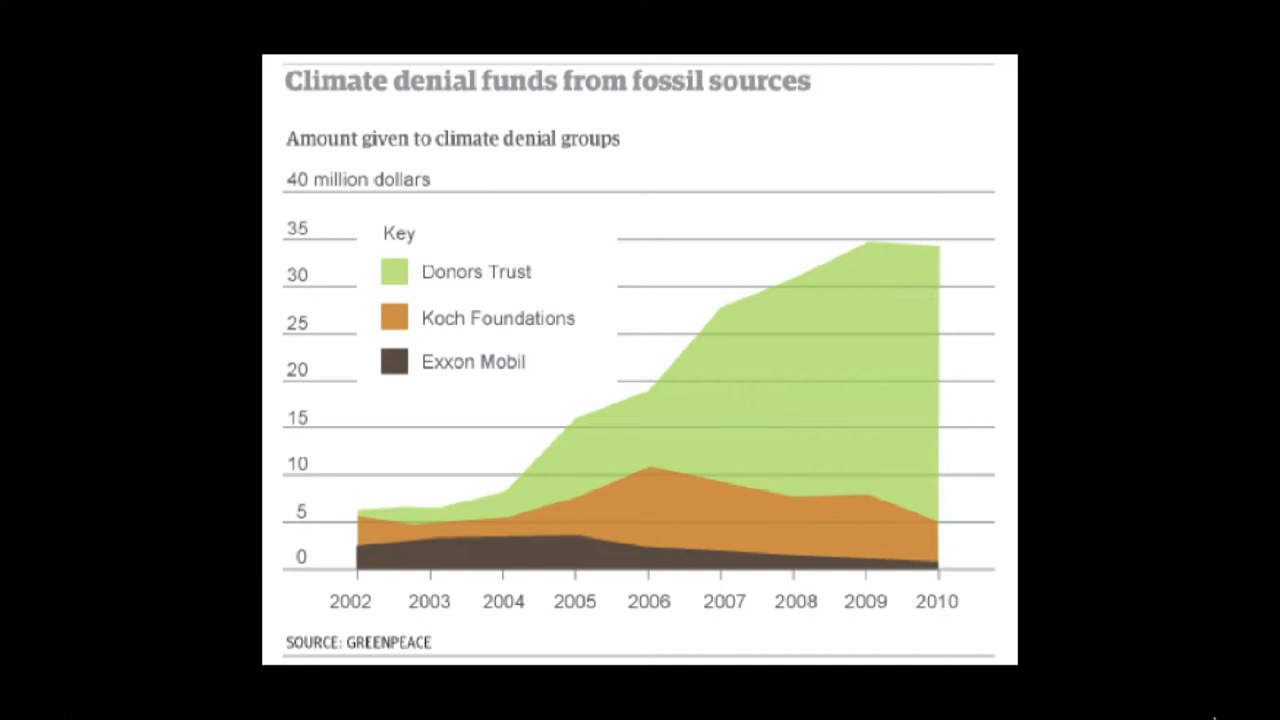 Climate denial funds from fossil sources
Amount given to climate denial groups
40 million dollars
35
30
25
20
15
10
5
0
Key
Donors Trust
Koch Foundations
Exxon Mobil
2002 2003 2004 2005 2006 2007 2008 2009 2010
SOURCE: GREENPEACE